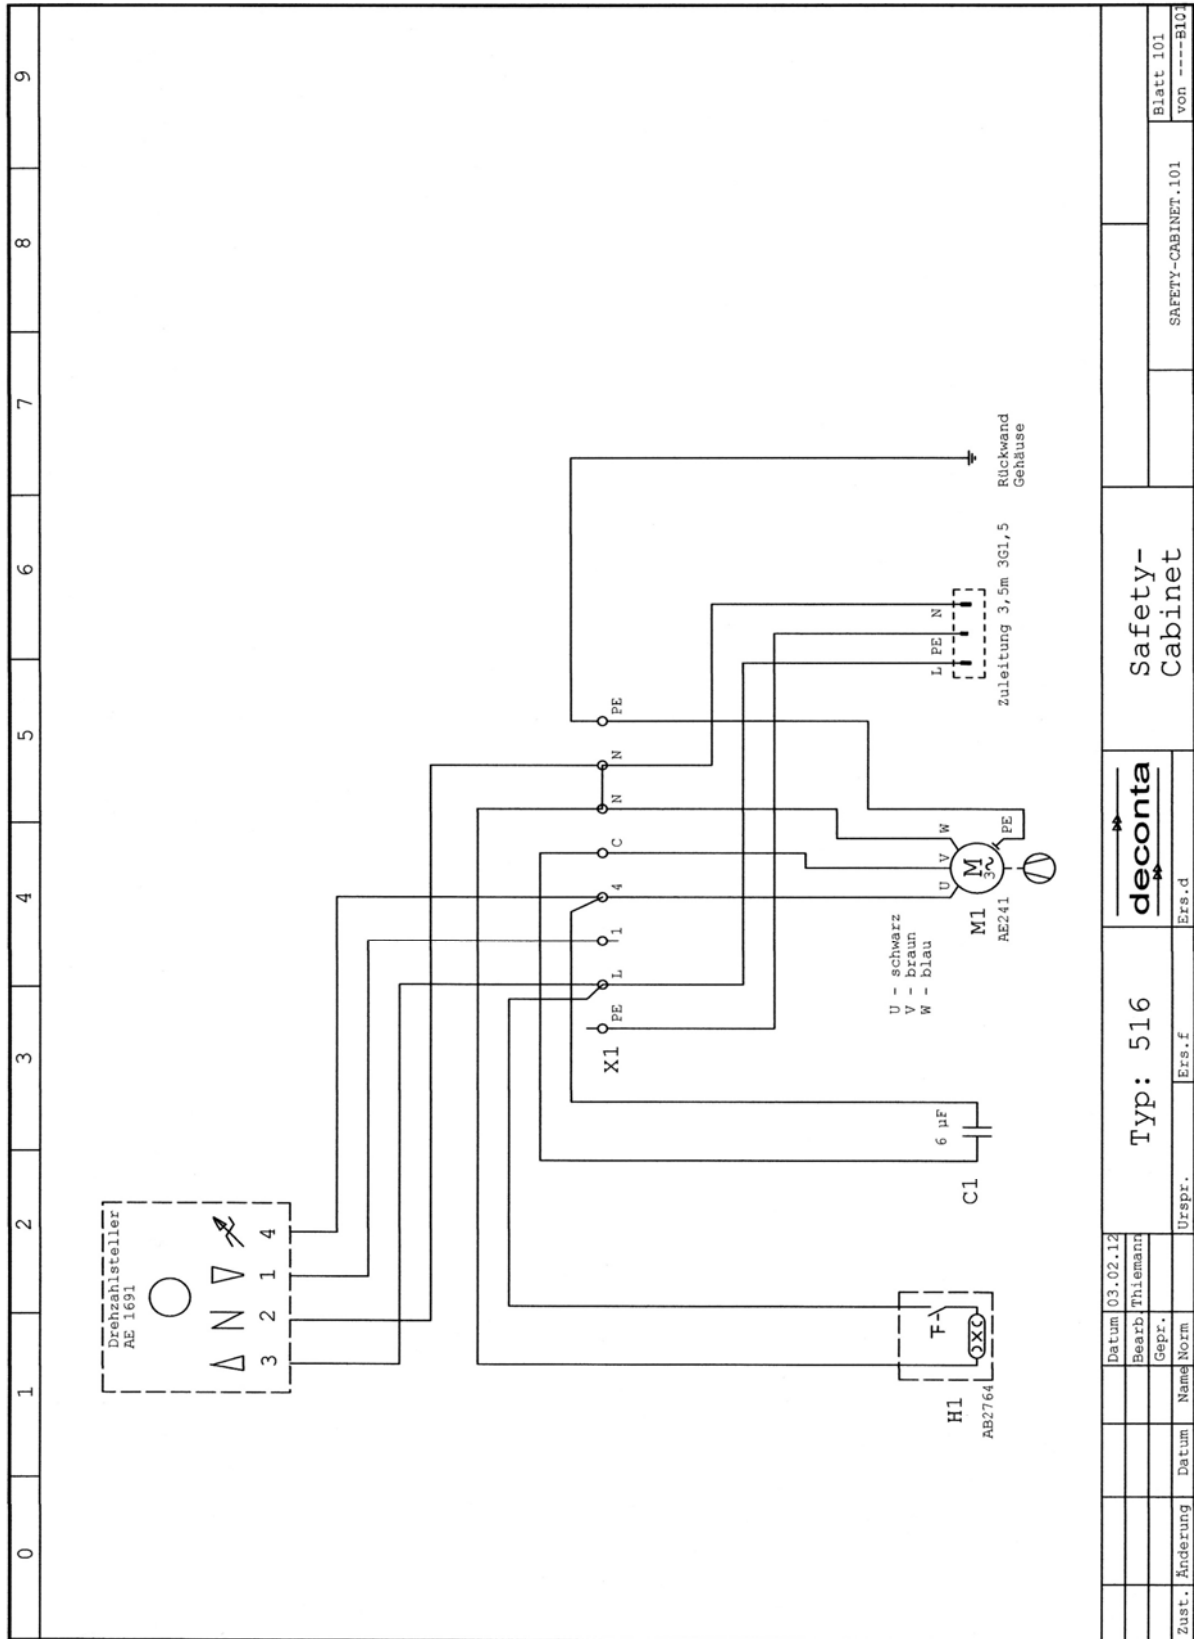 0 1 2 3 4 5 6 7 8 9
Drehzahlsteller
AE 1691
3 2 1 4
X1
PE L 1 4 C N N PE
H1
AB2764
C1
6 µF
U - schwarz
V - braun
W - blau
M1
AE241
U V W
PE
M
3~
L PE N
Zuleitung 3,5m 3G1,5
Rückwand
Gehäuse
Zust. Änderung Datum Name Norm
Datum 03.02.12
Bearb. Thiemann
Gepr.
Urspr.
Typ: 516
Ers.f
deconta
Ers.d
Safety-
Cabinet
SAFETY-CABINET.101
Blatt 101
von ----B101